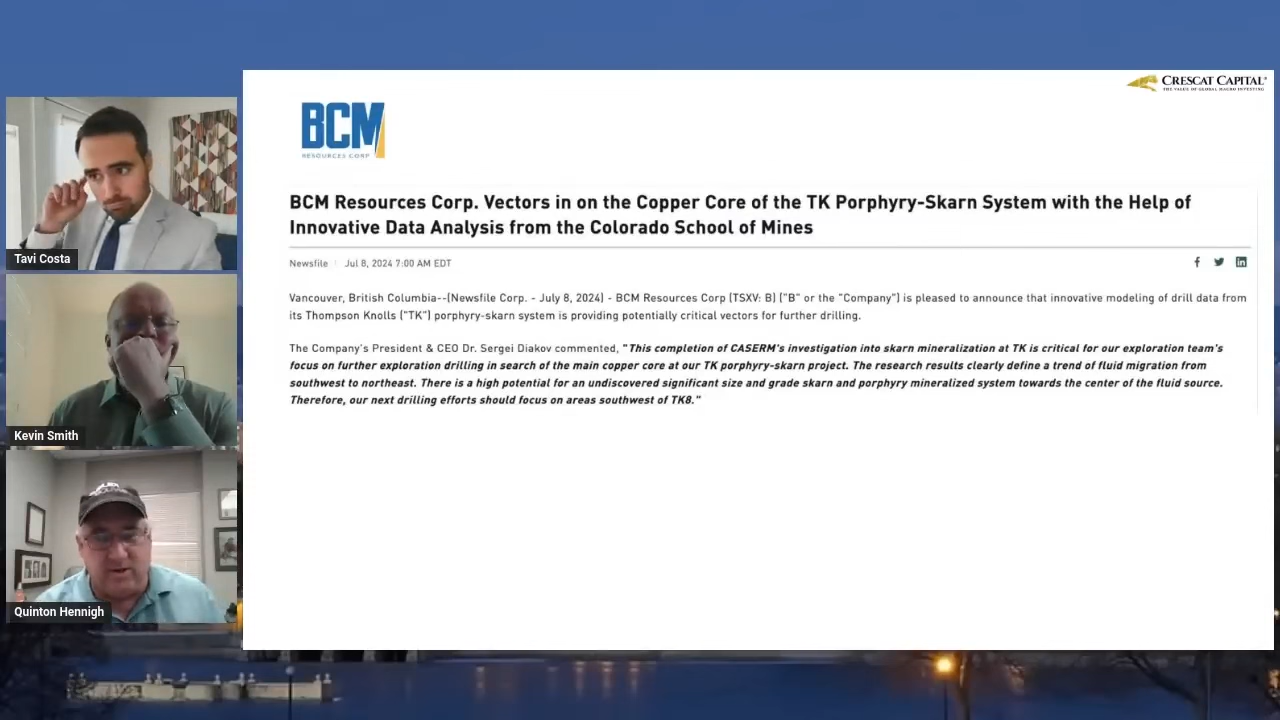 CRESCAT CAPITAL®
THE VALUE OF GLOBAL MACRO INVESTING
BCM
RESOURCES CORP
BCM Resources Corp. Vectors in on the Copper Core of the TK Porphyry-Skarn System with the Help of
Innovative Data Analysis from the Colorado School of Mines
Newsfile Jul 8, 2024 7:00 AM EDT
Vancouver, British Columbia--(Newsfile Corp. - July 8, 2024) - BCM Resources Corp (TSXV: B) ("B" or the "Company") is pleased to announce that innovative modeling of drill data from
its Thompson Knolls ("TK") porphyry-skarn system is providing potentially critical vectors for further drilling.
The Company's President & CEO Dr. Sergei Diakov commented, "This completion of CASERM's investigation into skarn mineralization at TK is critical for our exploration team's
focus on further exploration drilling in search of the main copper core at our TK porphyry-skarn project. The research results clearly define a trend of fluid migration from
southwest to northeast. There is a high potential for an undiscovered significant size and grade skarn and porphyry mineralized system towards the center of the fluid source.
Therefore, our next drilling efforts should focus on areas southwest of TK8."
Tavi Costa
Kevin Smith
Quinton Hennigh